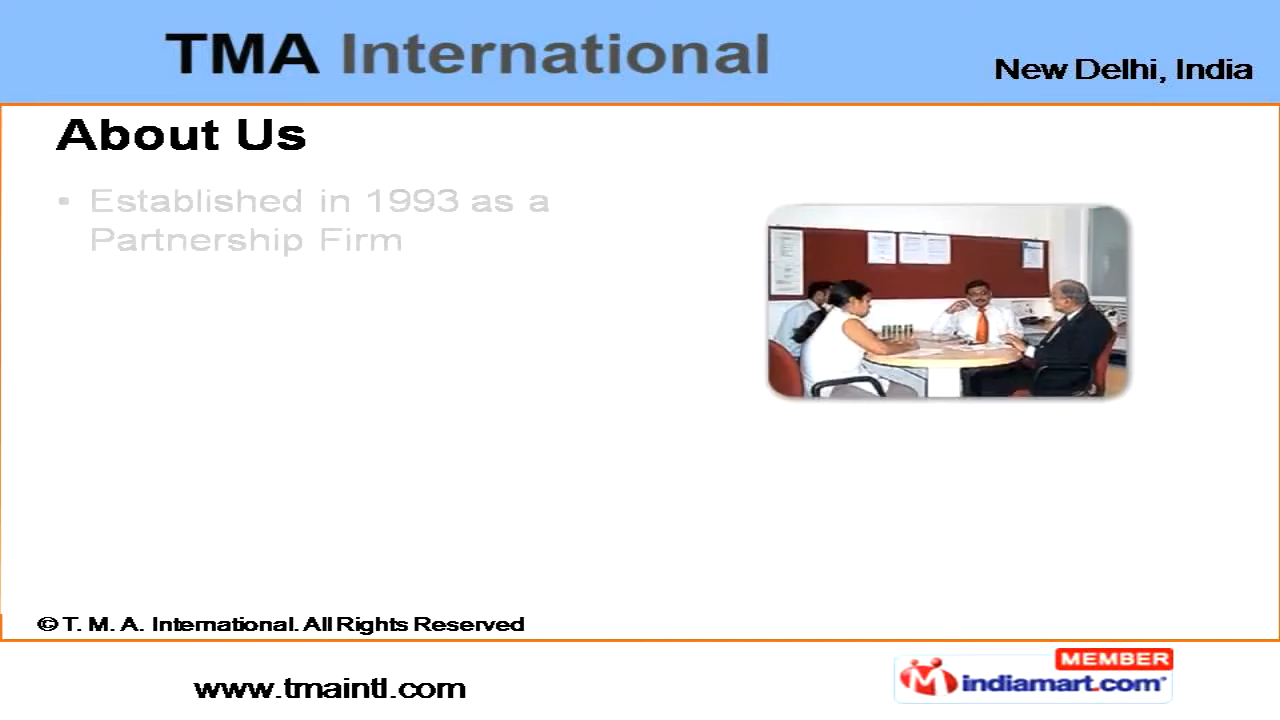 TMA International
New Delhi, India
About Us
• Established in 1993 as a
Partnership Firm
© T. M. A. International. All Rights Reserved
www.tmaintl.com
MEMBER
indiamart.com